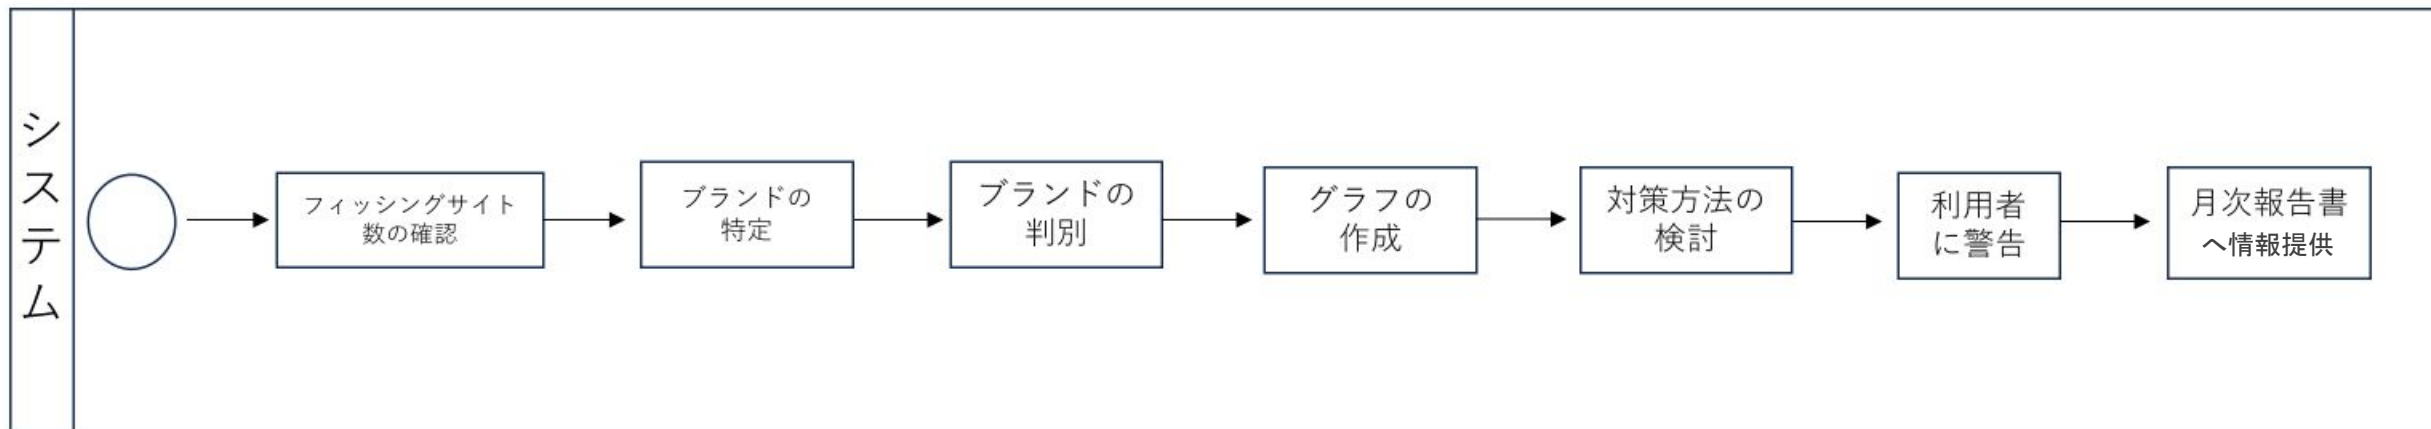 システム
フィッシングサイト
数の確認
ブランドの
特定
ブランドの
判別
グラフの
作成
対策方法の
検討
利用者
に警告
月次報告書
へ情報提供